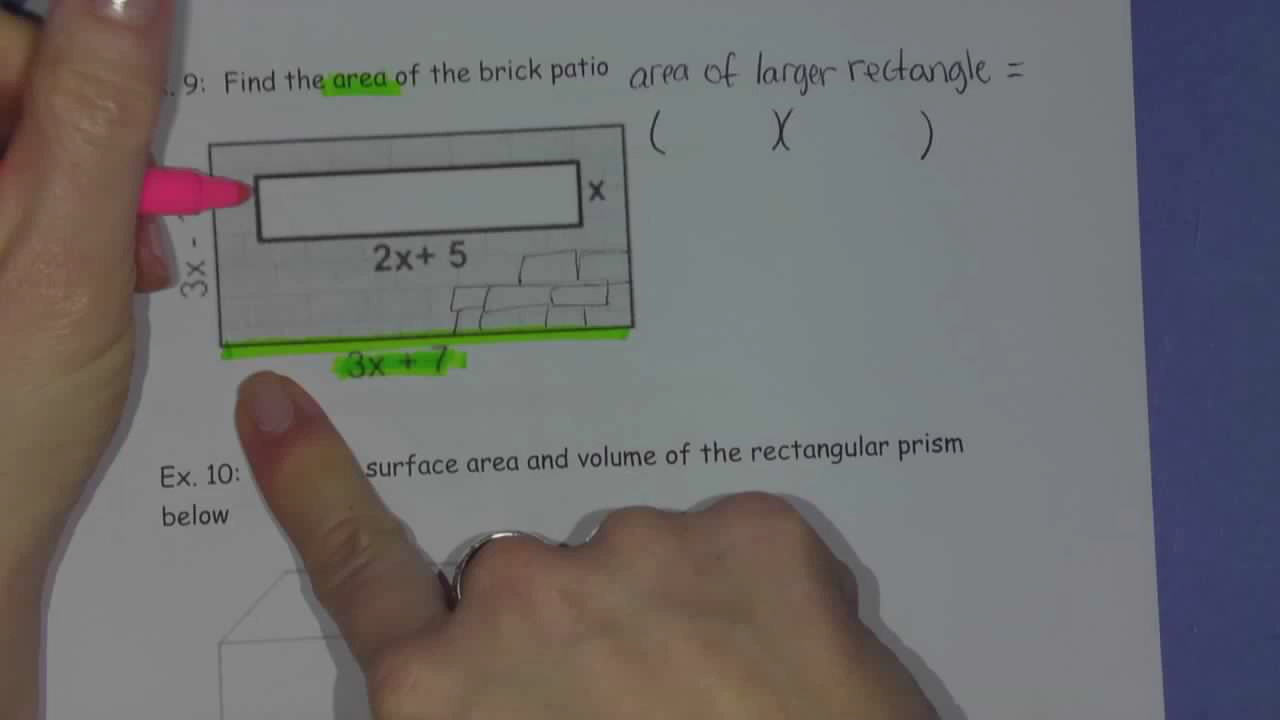 . 9: Find the area of the brick patio area of larger rectangle =
( )( )
x
3x -
2x+ 5
3x + 7
Ex. 10: surface area and volume of the rectangular prism
below